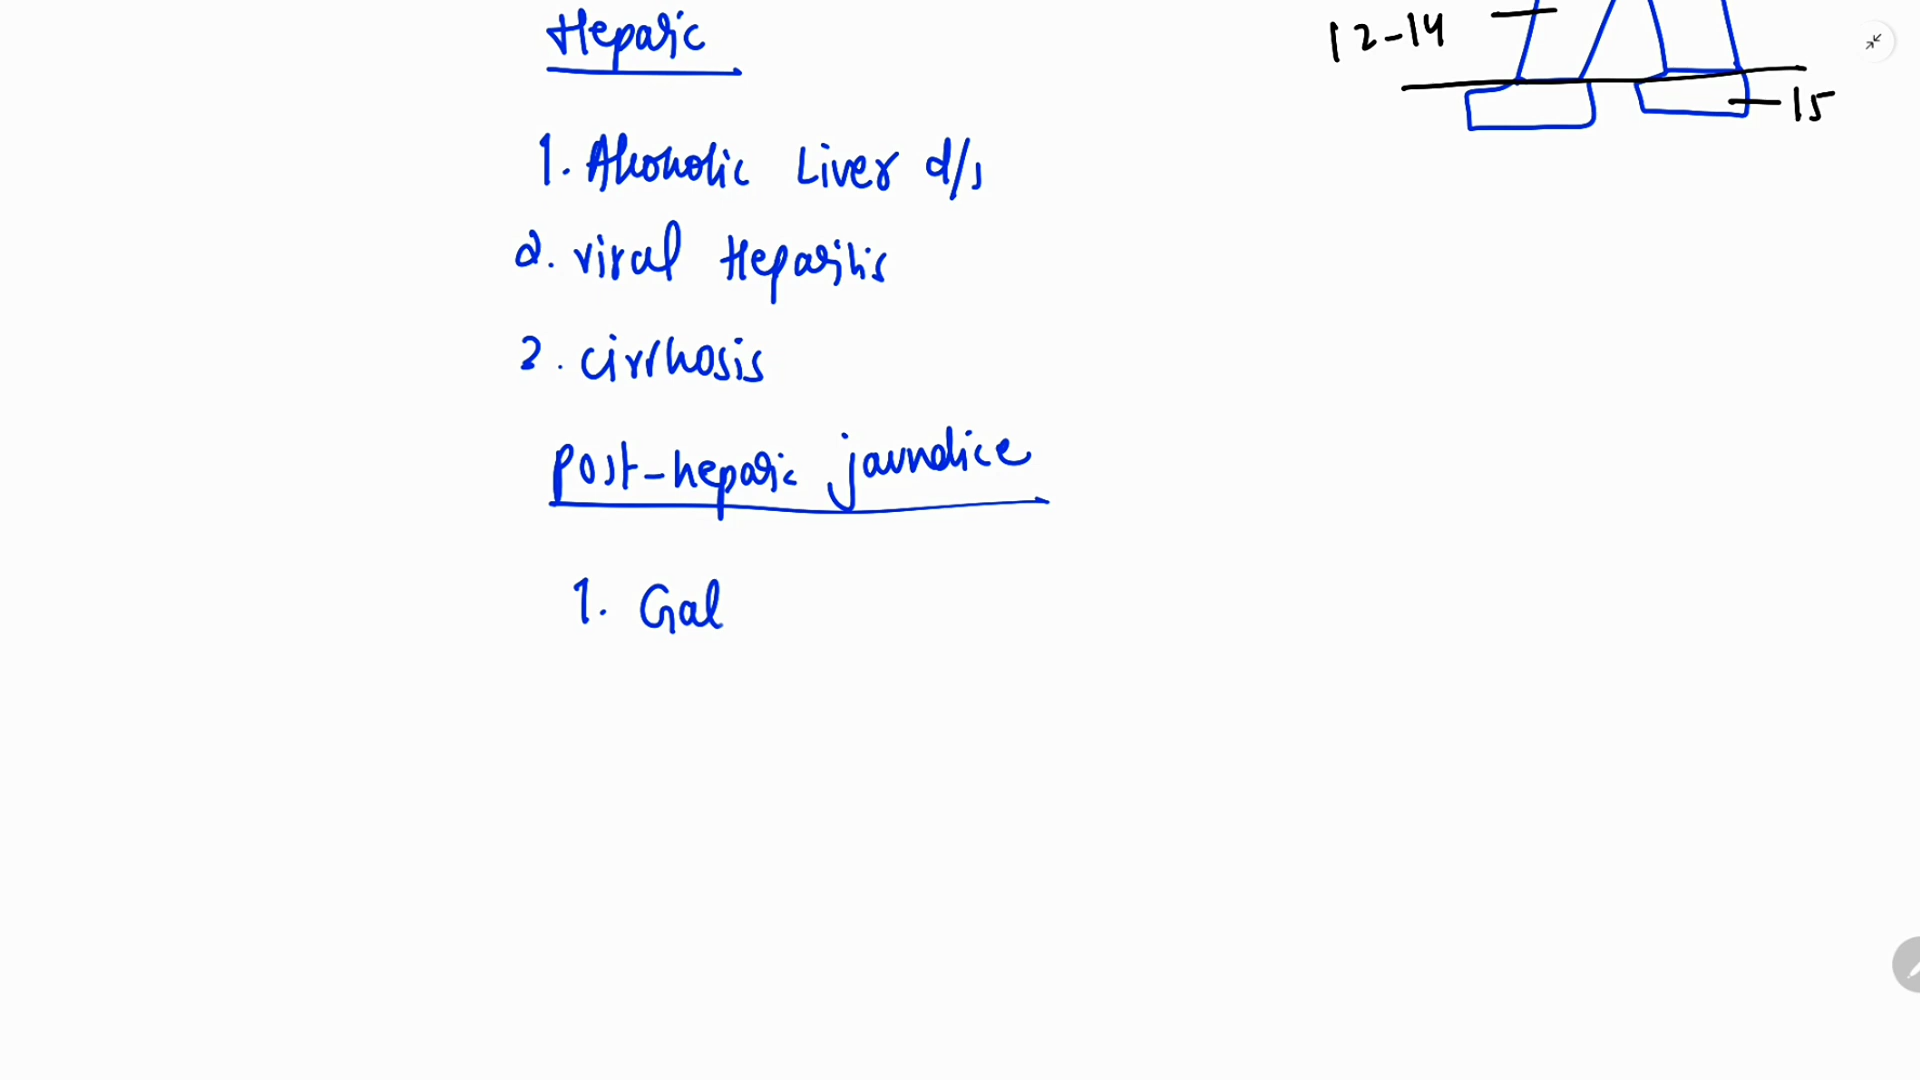 Hepatic
12-14
15
1. Alcoholic Liver d/s
2. viral Hepatitis
3. cirrhosis
post-hepatic jaundice
1. Gal